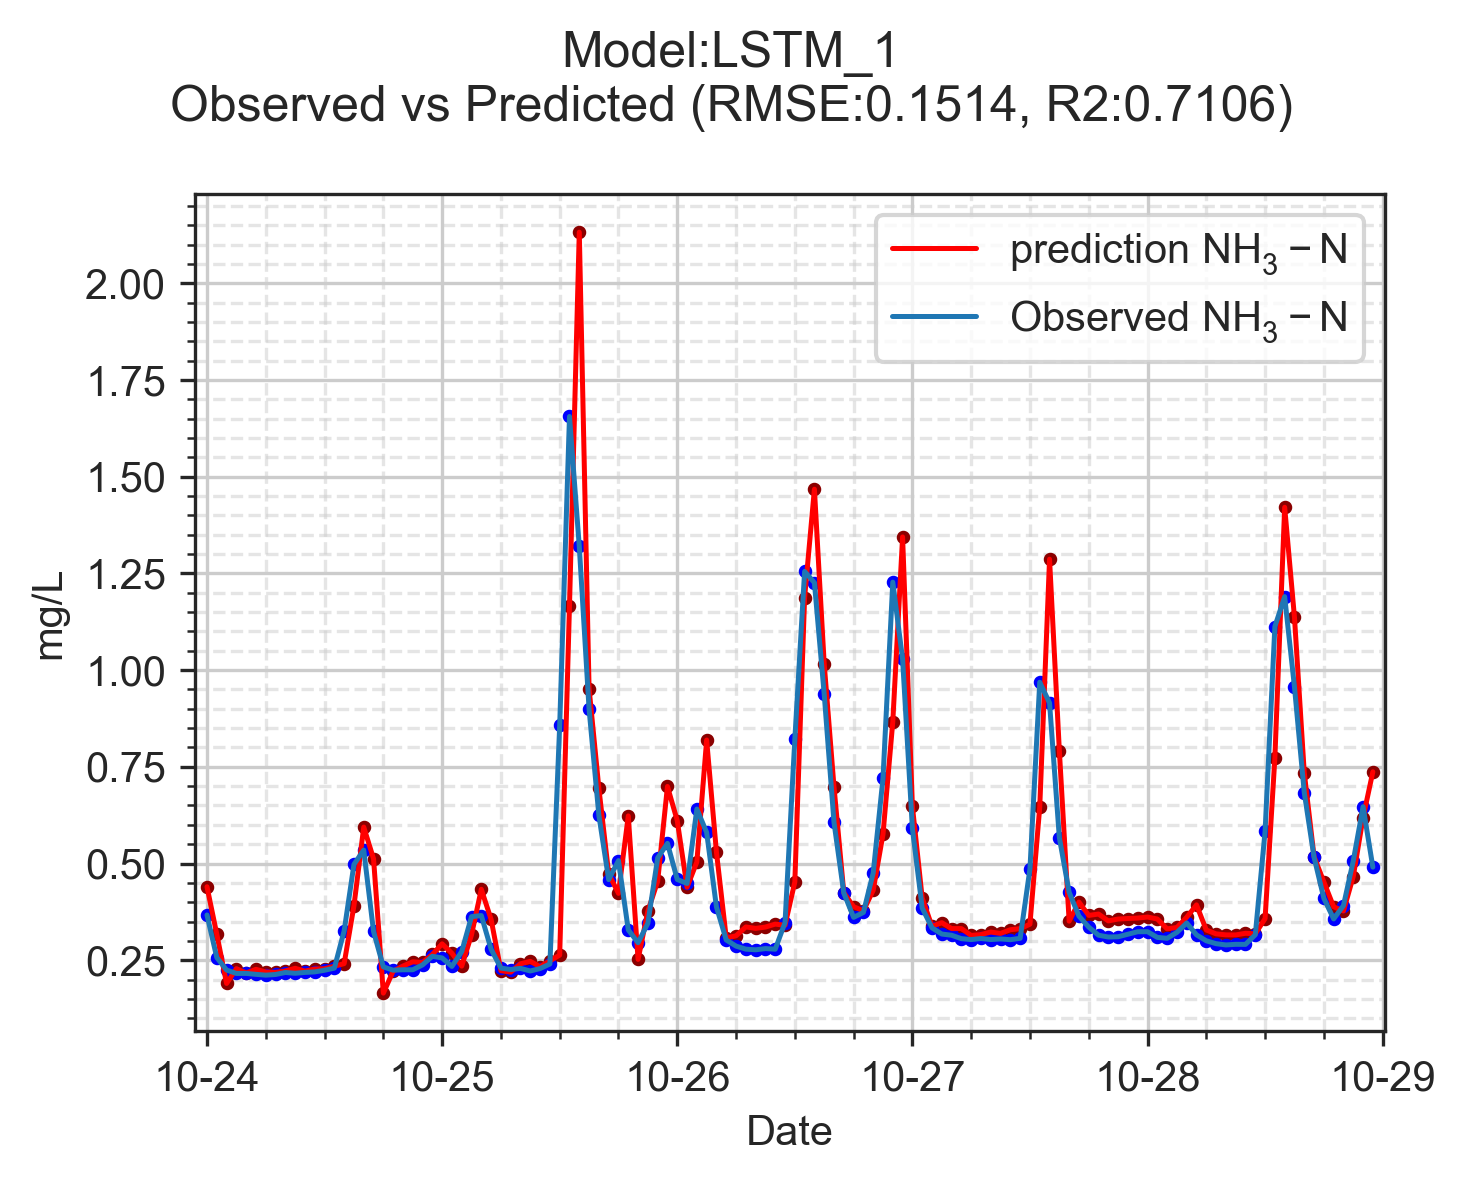 Model:LSTM_1
Observed vs Predicted (RMSE:0.1514, R2:0.7106)
prediction NH₃ − N
Observed NH₃ − N
mg/L
2.00
1.75
1.50
1.25
1.00
0.75
0.50
0.25
10-24 10-25 10-26 10-27 10-28 10-29
Date